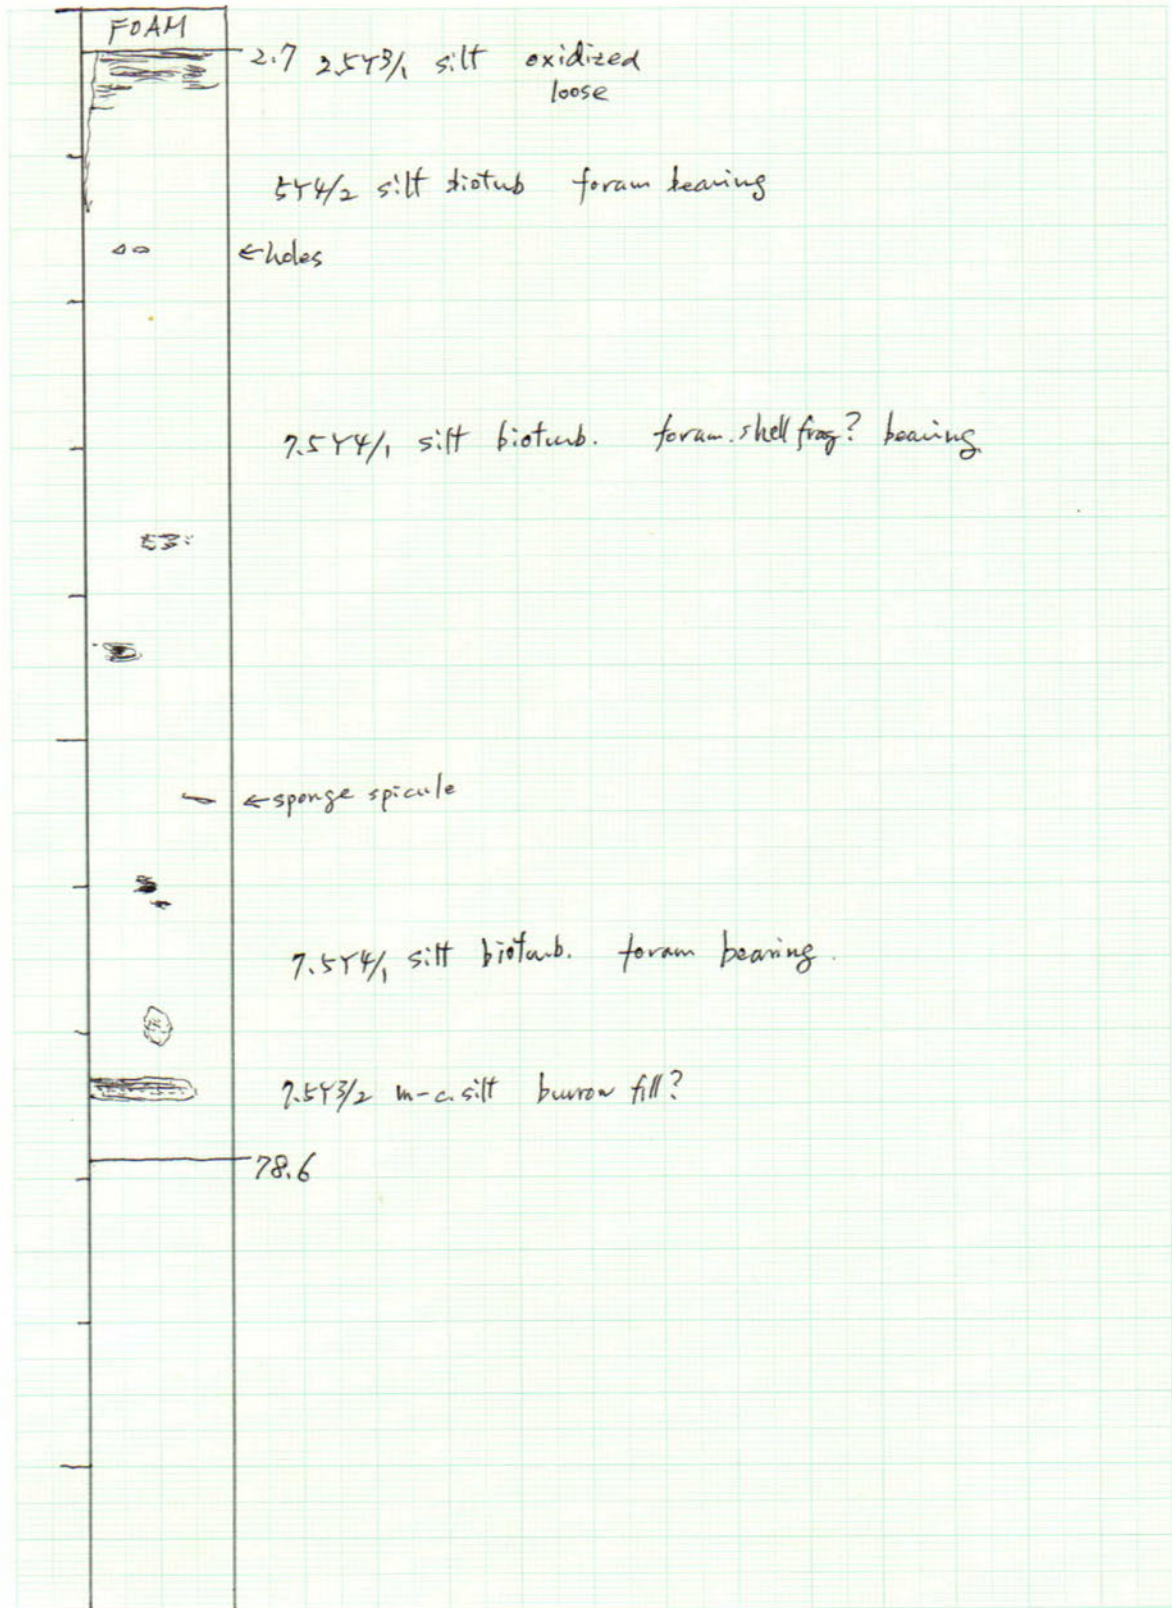 FOAM
2.7 2.5Y3/1 silt oxidized
loose
5Y4/2 silt biotub foram bearing
←holes
7.5Y4/1 silt bioturb. foram. shell frag? bearing
←sponge spicule
7.5Y4/1 silt bioturb. foram bearing.
7.5Y3/2 m-c. silt burrow fill?
78.6